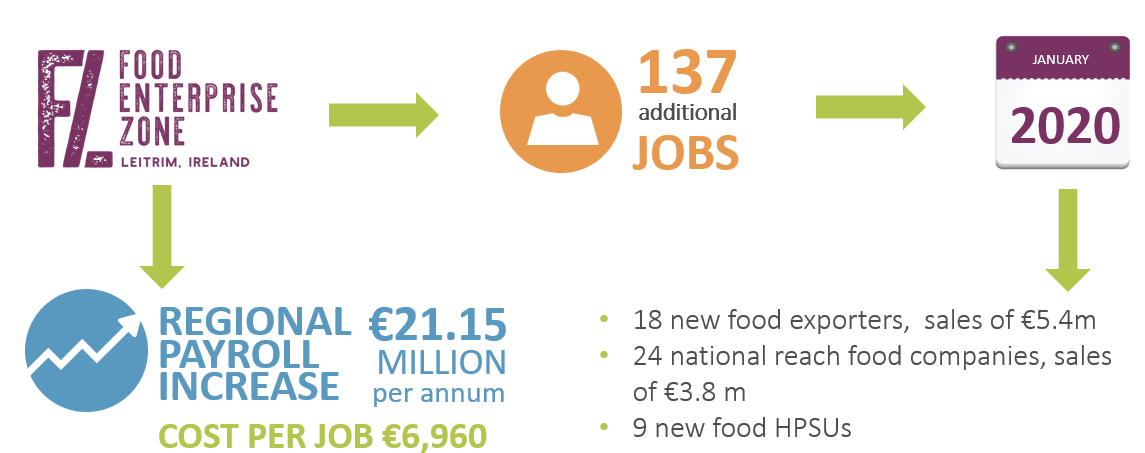 FOOD
ENTERPRISE
ZONE
LEITRIM, IRELAND
137
additional
JOBS
JANUARY
2020
REGIONAL
PAYROLL
INCREASE
€21.15
MILLION
per annum
COST PER JOB €6,960
• 18 new food exporters,  sales of €5.4m
• 24 national reach food companies, sales
of €3.8 m
• 9 new food HPSUs